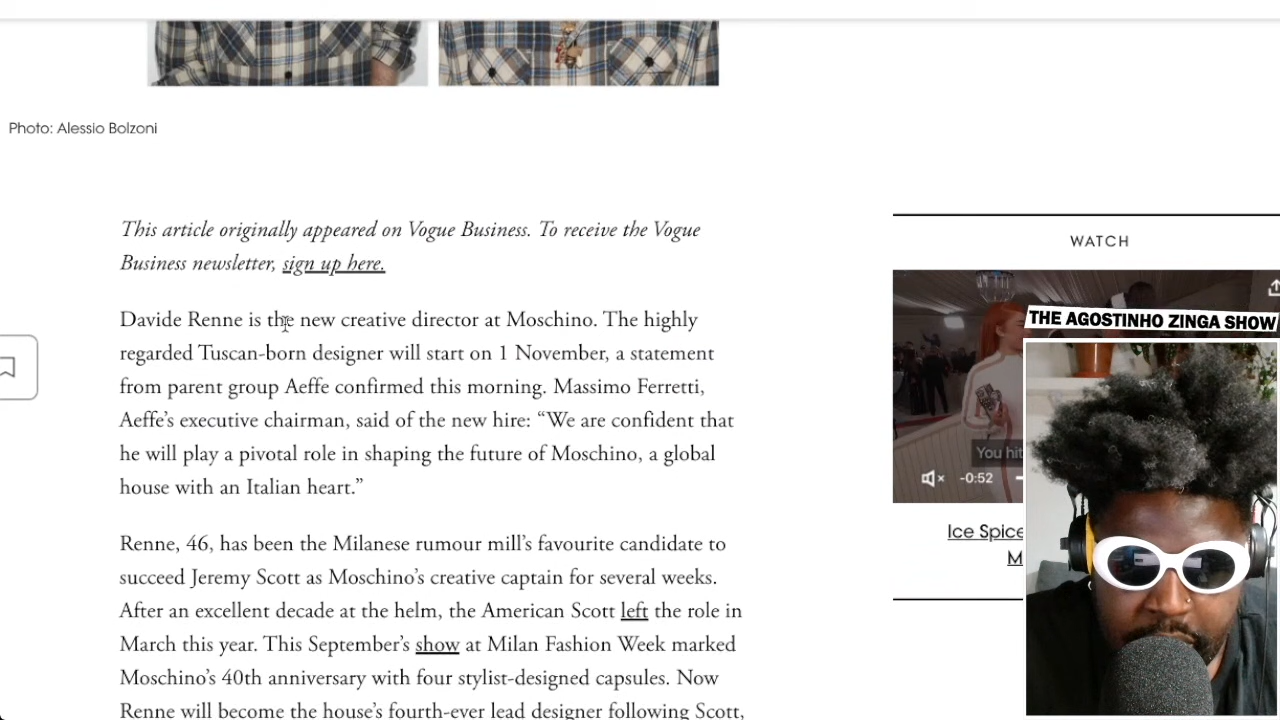 Photo: Alessio Bolzoni
This article originally appeared on Vogue Business. To receive the Vogue
Business newsletter, sign up here.
Davide Renne is the new creative director at Moschino. The highly
regarded Tuscan-born designer will start on 1 November, a statement
from parent group Aeffe confirmed this morning. Massimo Ferretti,
Aeffe’s executive chairman, said of the new hire: “We are confident that
he will play a pivotal role in shaping the future of Moschino, a global
house with an Italian heart.”
Renne, 46, has been the Milanese rumour mill’s favourite candidate to
succeed Jeremy Scott as Moschino’s creative captain for several weeks.
After an excellent decade at the helm, the American Scott left the role in
March this year. This September’s show at Milan Fashion Week marked
Moschino’s 40th anniversary with four stylist-designed capsules. Now
Renne will become the house’s fourth-ever lead designer following Scott,
WATCH
THE AGOSTINHO ZINGA SHOW
You hit
-0:52
Ice Spice
M